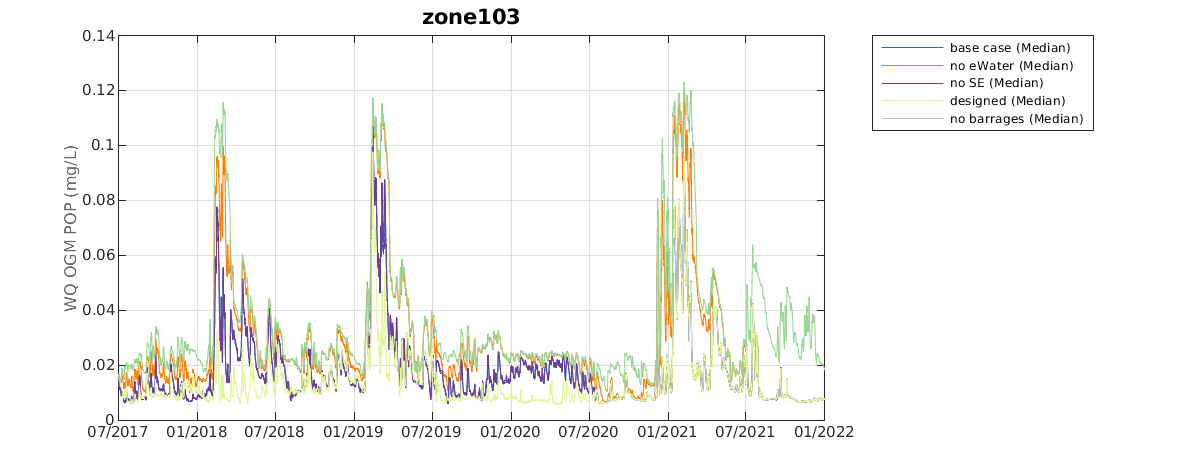 zone103
WQ OGM POP (mg/L)
0.14
0.12
0.1
0.08
0.06
0.04
0.02
0
07/2017 01/2018 07/2018 01/2019 07/2019 01/2020 07/2020 01/2021 07/2021 01/2022
base case (Median)
no eWater (Median)
no SE (Median)
designed (Median)
no barrages (Median)